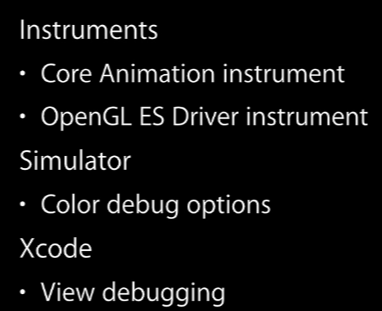 Instruments
• Core Animation instrument
• OpenGL ES Driver instrument
Simulator
• Color debug options
Xcode
• View debugging